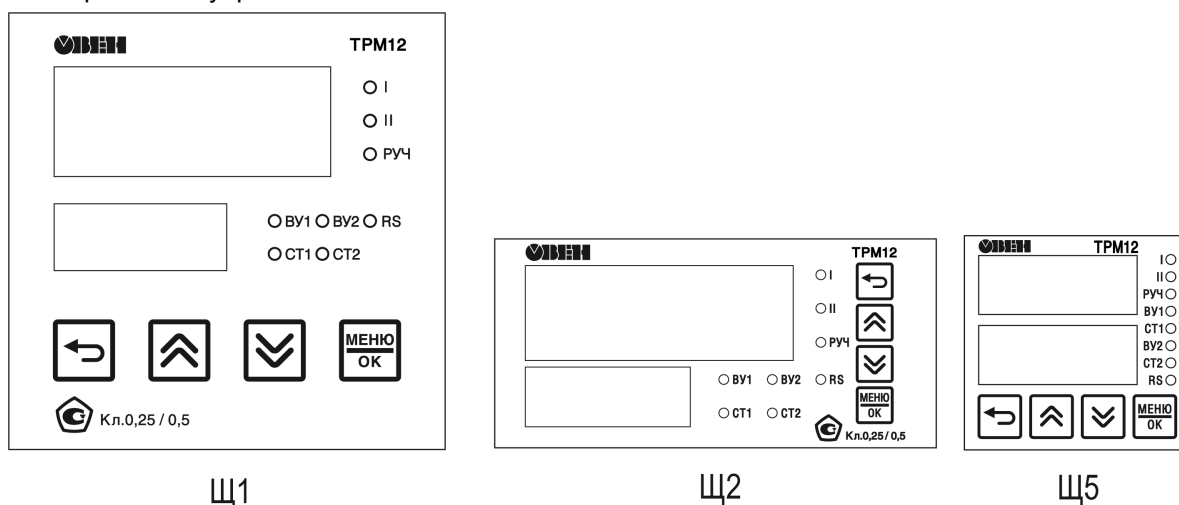 ОВЕН ТРМ12
I
II
РУЧ
ВУ1 ВУ2 RS
СТ1 СТ2
МЕНЮ
ОК
Кл.0,25 / 0,5
Щ1
ОВЕН ТРМ12
I
II
РУЧ
ВУ1 ВУ2 RS
СТ1 СТ2
МЕНЮ
ОК
Кл.0,25 / 0,5
Щ2
ОВЕН ТРМ12
I
II
РУЧ
ВУ1
СТ1
ВУ2
СТ2
RS
МЕНЮ
ОК
Щ5